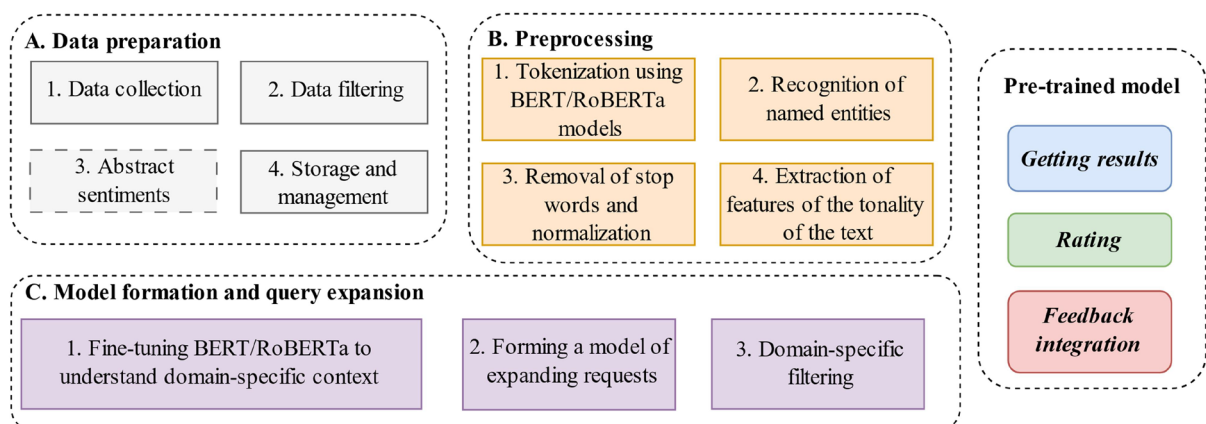 A. Data preparation
1. Data collection
2. Data filtering
3. Abstract
sentiments
4. Storage and
management
B. Preprocessing
1. Tokenization using
BERT/RoBERTa
models
2. Recognition of
named entities
3. Removal of stop
words and
normalization
4. Extraction of
features of the tonality
of the text
C. Model formation and query expansion
1. Fine-tuning BERT/RoBERTa to
understand domain-specific context
2. Forming a model of
expanding requests
3. Domain-specific
filtering
Pre-trained model
Getting results
Rating
Feedback
integration